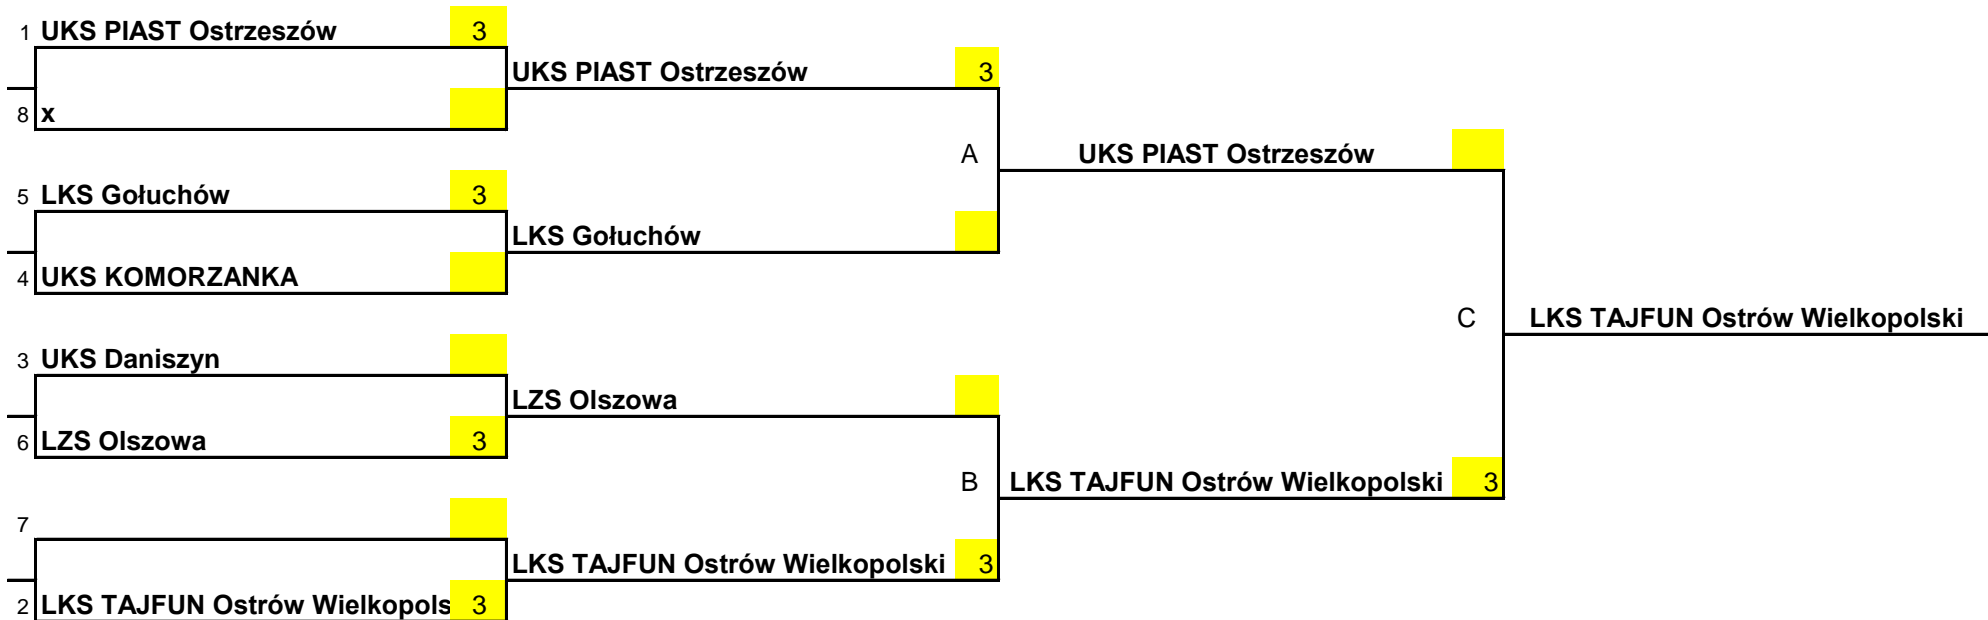 1 UKS PIAST Ostrzeszów 3
UKS PIAST Ostrzeszów 3
8 x
A UKS PIAST Ostrzeszów
5 LKS Gołuchów 3
LKS Gołuchów
4 UKS KOMORZANKA
C LKS TAJFUN Ostrów Wielkopolski
3 UKS Daniszyn
LZS Olszowa
6 LZS Olszowa 3
B LKS TAJFUN Ostrów Wielkopolski 3
7
LKS TAJFUN Ostrów Wielkopolski 3
2 LKS TAJFUN Ostrów Wielkopols 3